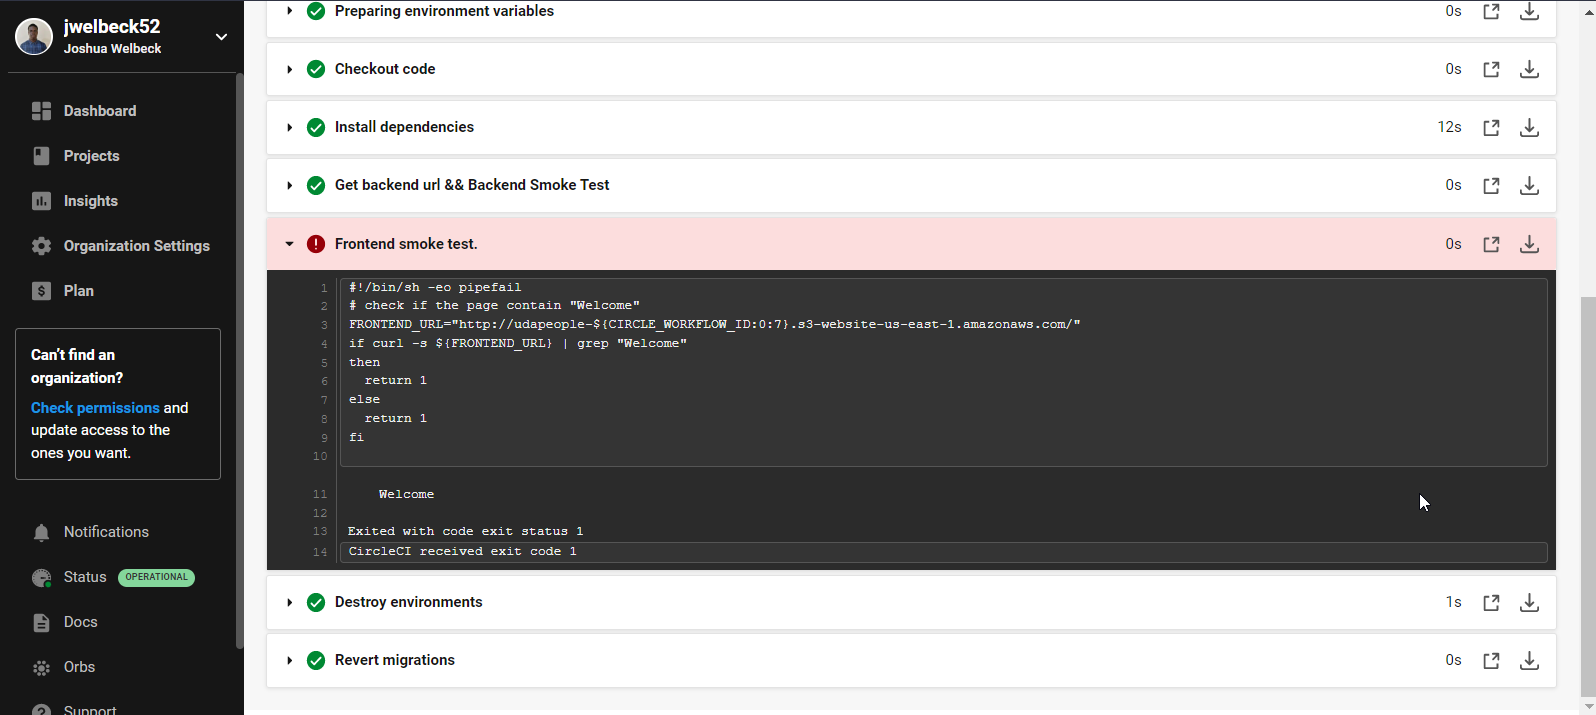 jwelbeck52
Joshua Welbeck
Dashboard
Projects
Insights
Organization Settings
Plan
Can't find an
organization?
Check permissions and
update access to the
ones you want.
Notifications
Status OPERATIONAL
Docs
Orbs
Support
Preparing environment variables 0s
Checkout code 0s
Install dependencies 12s
Get backend url && Backend Smoke Test 0s
Frontend smoke test. 0s
1 #!/bin/sh -eo pipefail
2 # check if the page contain "Welcome"
3 FRONTEND_URL="http://udapeople-${CIRCLE_WORKFLOW_ID:0:7}.s3-website-us-east-1.amazonaws.com/"
4 if curl -s ${FRONTEND_URL} | grep "Welcome"
5 then
6 return 1
7 else
8 return 1
9 fi
10
11 Welcome
12
13 Exited with code exit status 1
14 CircleCI received exit code 1
Destroy environments 1s
Revert migrations 0s